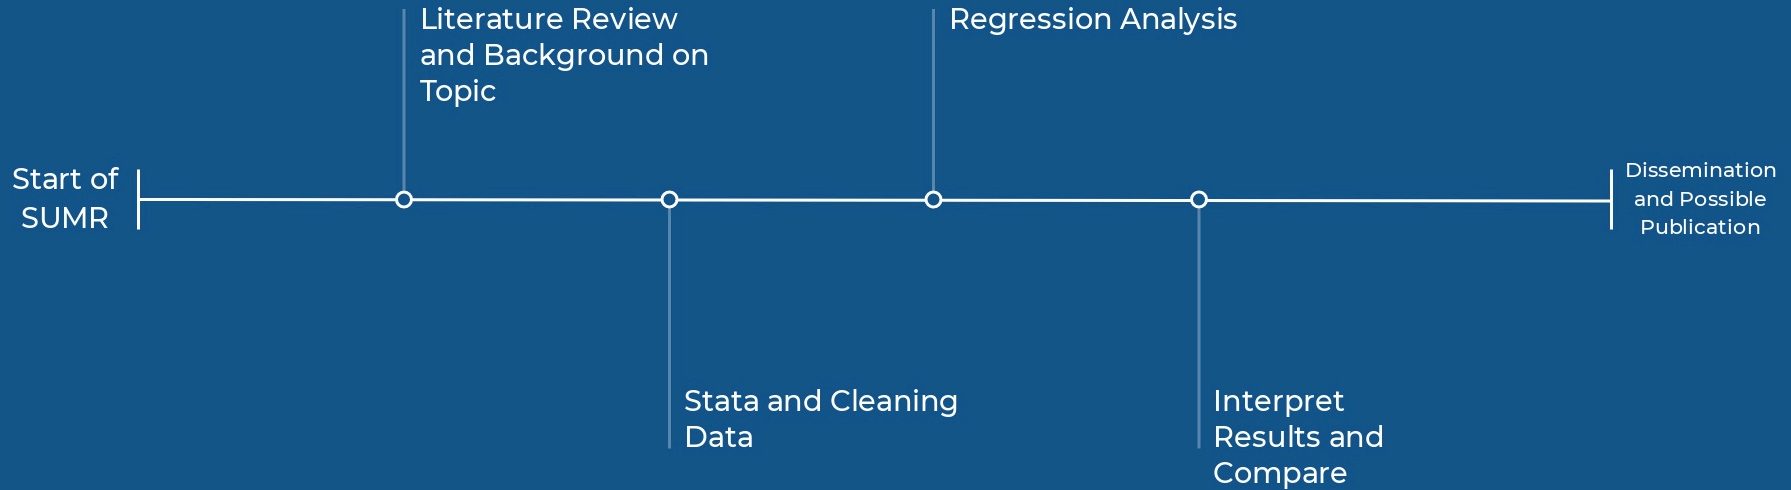 Start of
SUMR
Literature Review
and Background on
Topic
Stata and Cleaning
Data
Regression Analysis
Interpret
Results and
Compare
Dissemination
and Possible
Publication